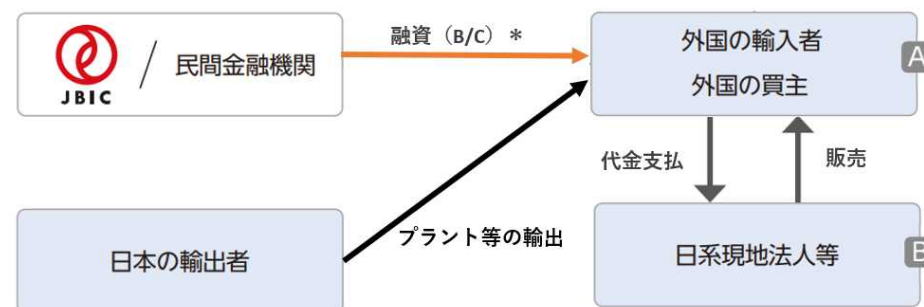 融資（B/C）＊
JBIC
/
民間金融機関
外国の輸入者
外国の買主
A
代金支払
販売
プラント等の輸出
日本の輸出者
日系現地法人等
B